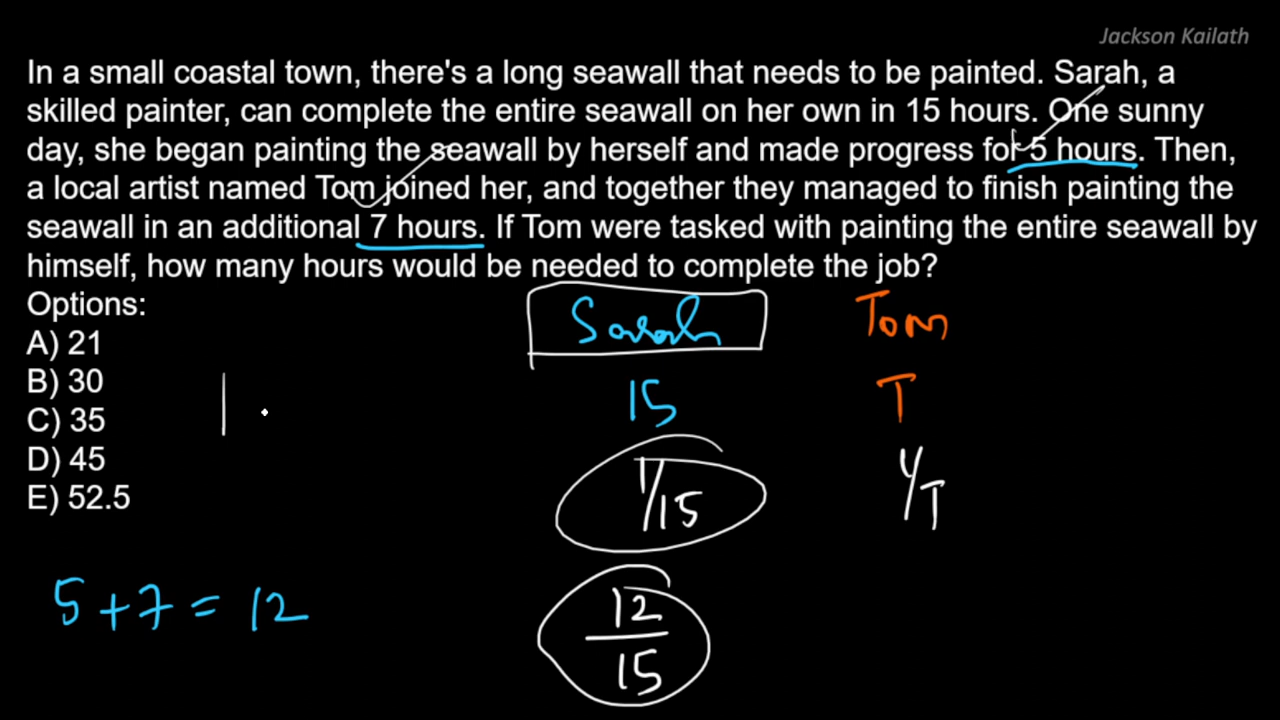 Jackson Kailath
In a small coastal town, there's a long seawall that needs to be painted. Sarah, a
skilled painter, can complete the entire seawall on her own in 15 hours. One sunny
day, she began painting the seawall by herself and made progress for 5 hours. Then,
a local artist named Tom joined her, and together they managed to finish painting the
seawall in an additional 7 hours. If Tom were tasked with painting the entire seawall by
himself, how many hours would be needed to complete the job?
Options:
A) 21
B) 30
C) 35
D) 45
E) 52.5
Sarah Tom
15 T
1/15 1/T
5 + 7 = 12
12
15